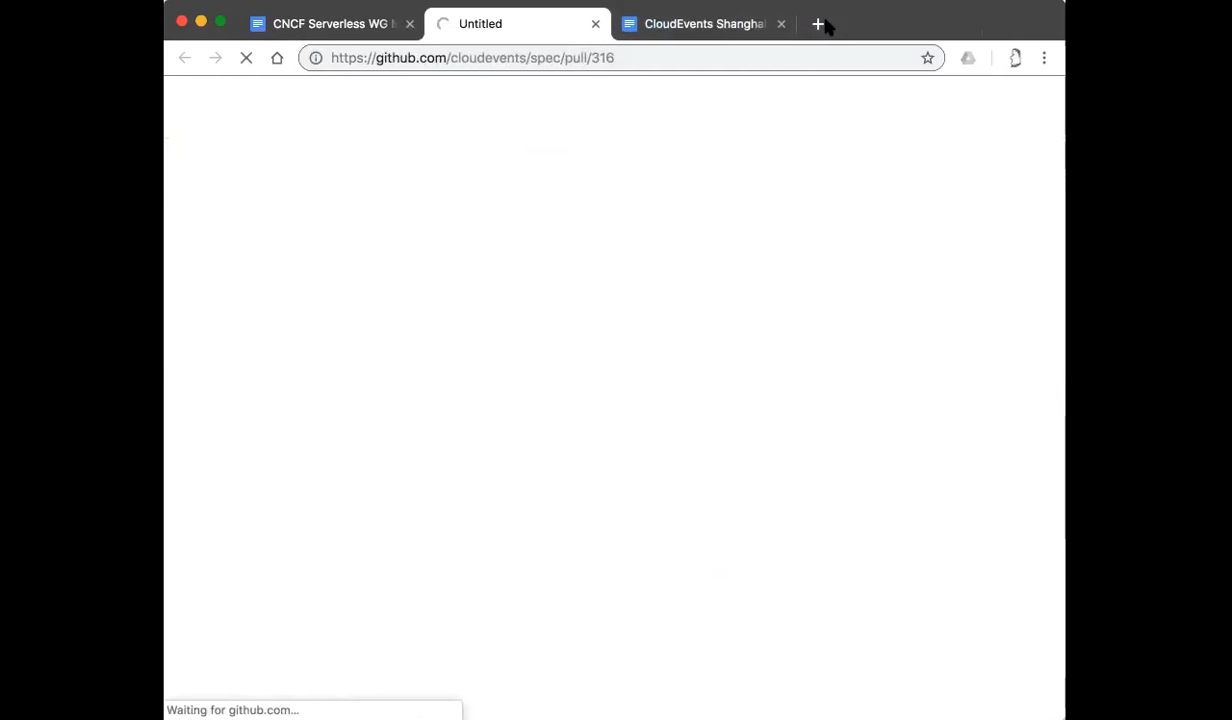 CNCF Serverless WG
Untitled
CloudEvents Shanghai
https://github.com/cloudevents/spec/pull/316
Waiting for github.com...